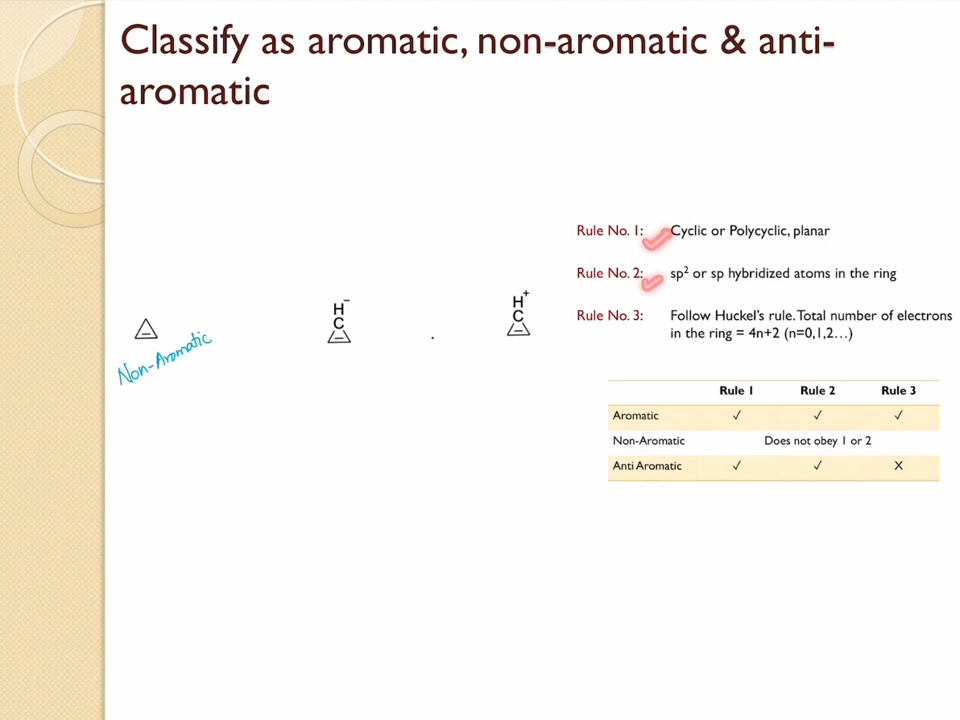 Classify as aromatic, non-aromatic & anti-
aromatic
Rule No. 1: Cyclic or Polycyclic, planar
Rule No. 2: sp² or sp hybridized atoms in the ring
Rule No. 3: Follow Huckel's rule. Total number of electrons
in the ring = 4n+2 (n=0,1,2...)
H⁻
C
H⁺
C
Non-Aromatic
Rule 1 Rule 2 Rule 3
Aromatic ✓ ✓ ✓
Non-Aromatic Does not obey 1 or 2
Anti Aromatic ✓ ✓ X